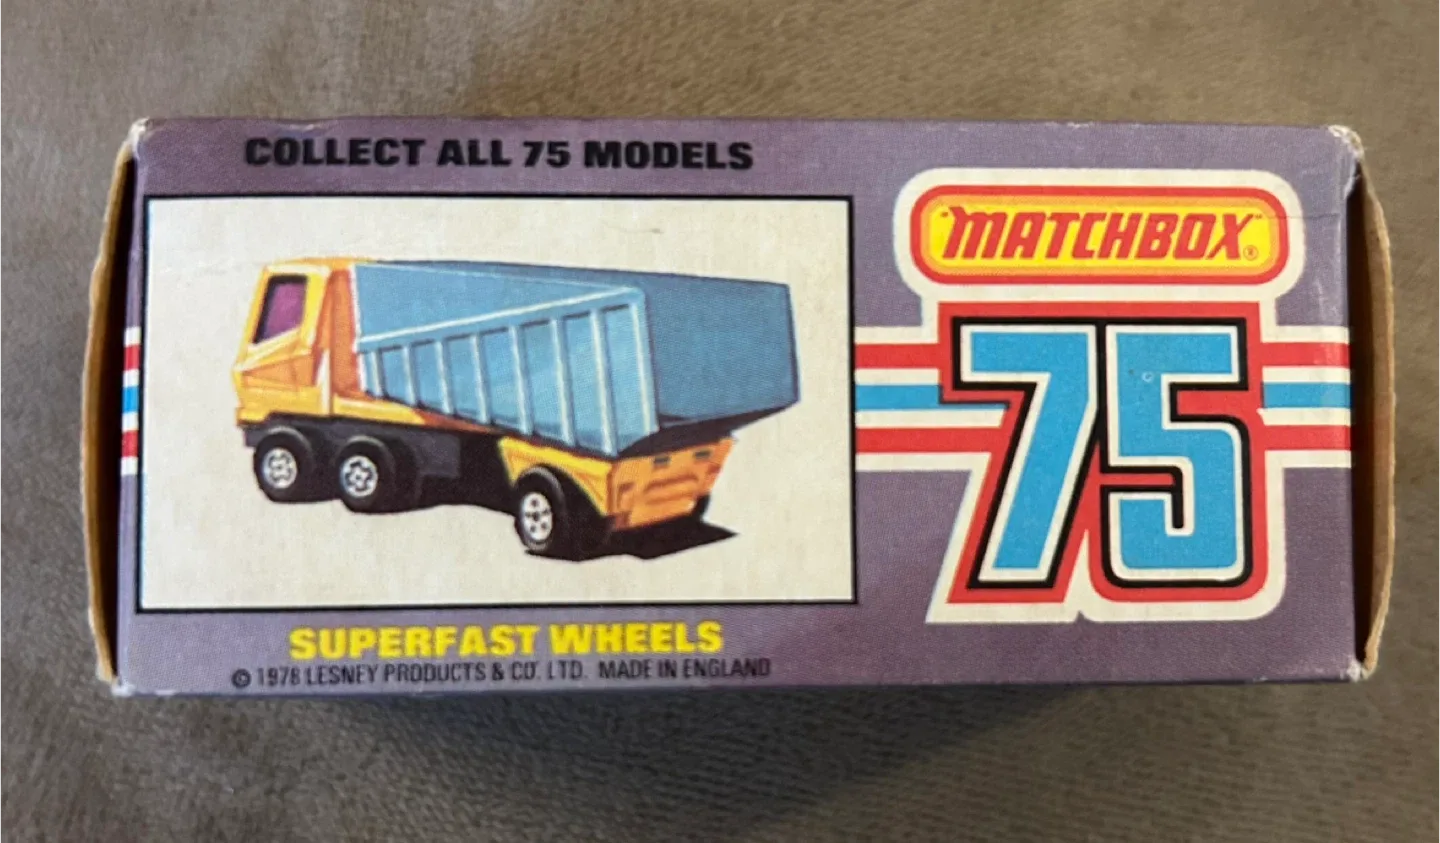 COLLECT ALL 75 MODELS
"MATCHBOX"®
75
SUPERFAST WHEELS
© 1978 LESNEY PRODUCTS & CO. LTD. MADE IN ENGLAND